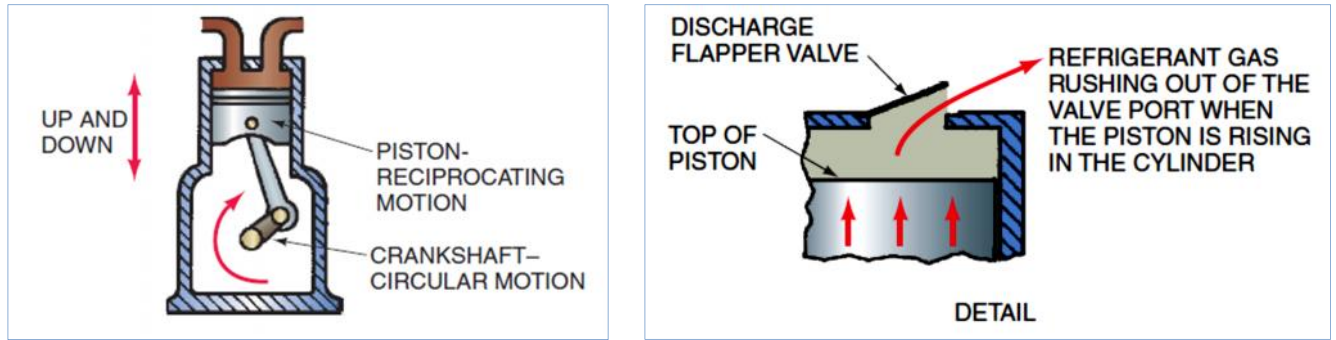 UP AND
DOWN
PISTON-
RECIPROCATING
MOTION
CRANKSHAFT–
CIRCULAR MOTION
DISCHARGE
FLAPPER VALVE
TOP OF
PISTON
REFRIGERANT GAS
RUSHING OUT OF THE
VALVE PORT WHEN
THE PISTON IS RISING
IN THE CYLINDER
DETAIL